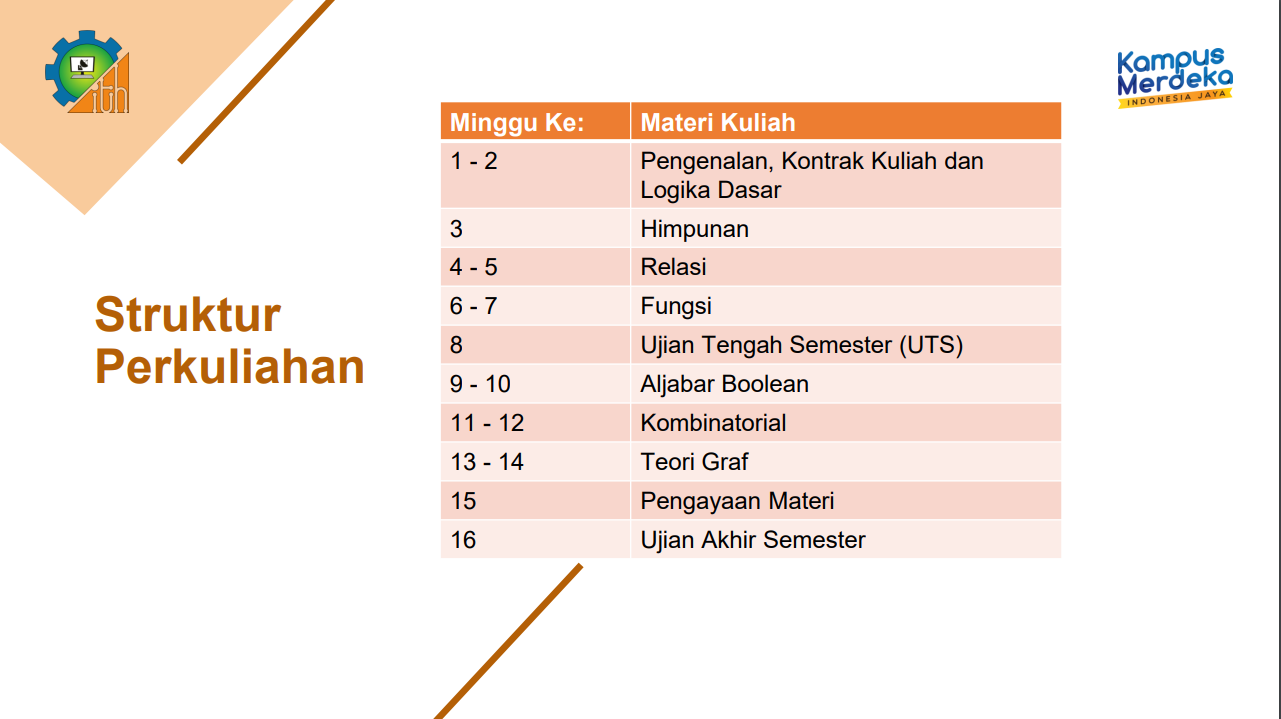 ith
Kampus
Merdeka
INDONESIA JAYA
Struktur
Perkuliahan
Minggu Ke: Materi Kuliah
1 - 2 Pengenalan, Kontrak Kuliah dan
Logika Dasar
3 Himpunan
4 - 5 Relasi
6 - 7 Fungsi
8 Ujian Tengah Semester (UTS)
9 - 10 Aljabar Boolean
11 - 12 Kombinatorial
13 - 14 Teori Graf
15 Pengayaan Materi
16 Ujian Akhir Semester